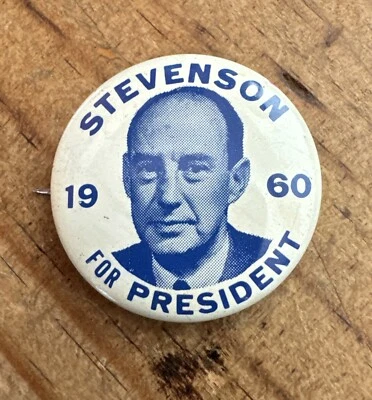 STEVENSON
19 60
FOR PRESIDENT